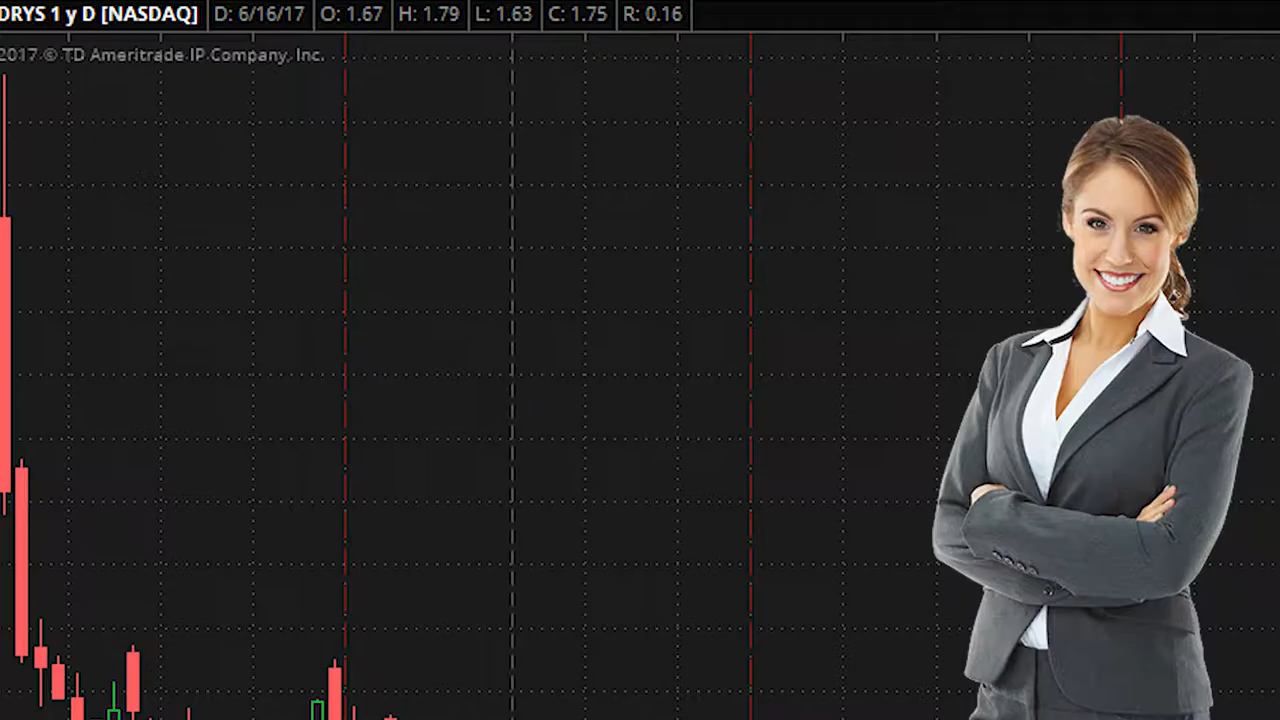 DRYS 1 y D [NASDAQ] D: 6/16/17 O: 1.67 H: 1.79 L: 1.63 C: 1.75 R: 0.16
2017 © TD Ameritrade IP Company, Inc.